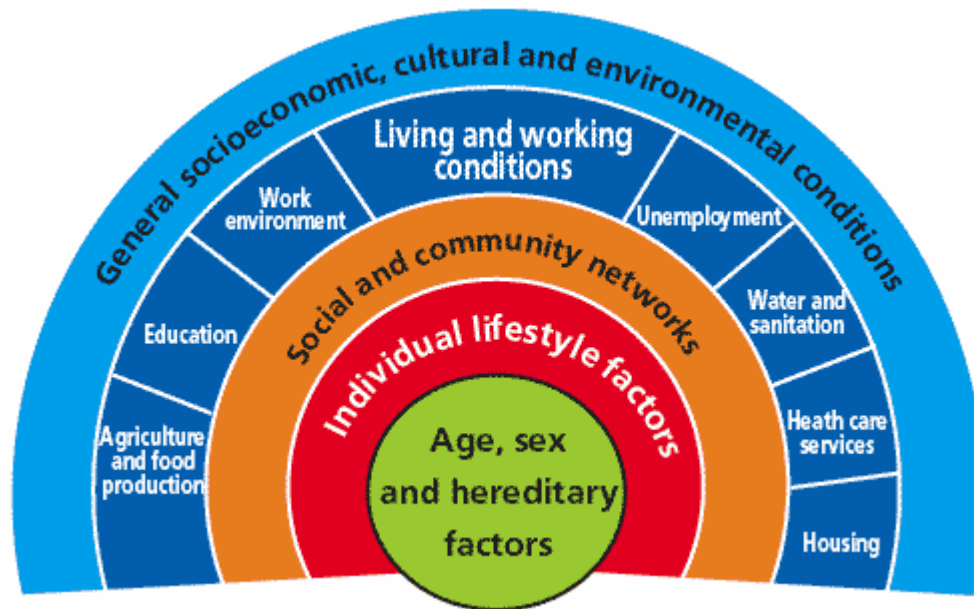 General socioeconomic, cultural and environmental conditions
Living and working
conditions
Work
environment
Unemployment
Education
Water and
sanitation
Agriculture
and food
production
Heath care
services
Housing
Social and community networks
Individual lifestyle factors
Age, sex
and hereditary
factors